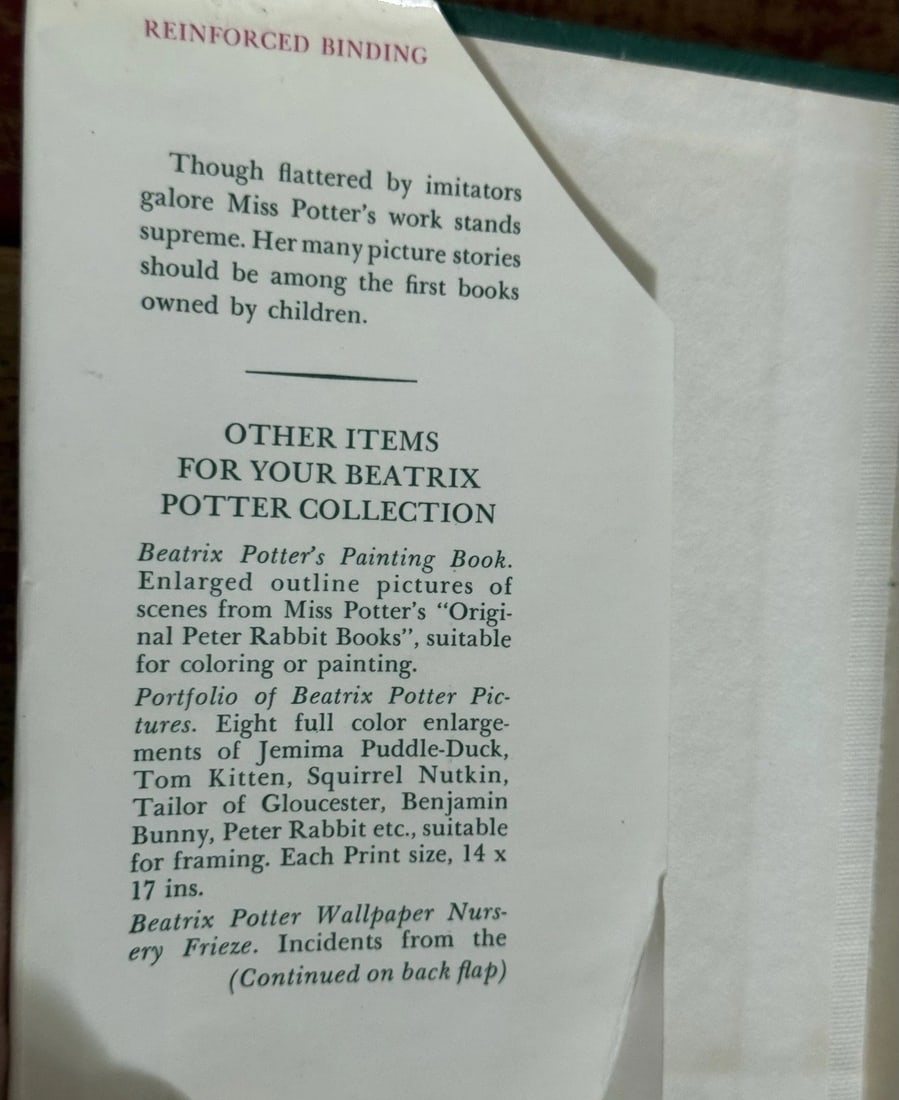 REINFORCED BINDING
Though flattered by imitators
galore Miss Potter's work stands
supreme. Her many picture stories
should be among the first books
owned by children.
OTHER ITEMS
FOR YOUR BEATRIX
POTTER COLLECTION
Beatrix Potter's Painting Book.
Enlarged outline pictures of
scenes from Miss Potter's “Origi-
nal Peter Rabbit Books”, suitable
for coloring or painting.
Portfolio of Beatrix Potter Pic-
tures. Eight full color enlarge-
ments of Jemima Puddle-Duck,
Tom Kitten, Squirrel Nutkin,
Tailor of Gloucester, Benjamin
Bunny, Peter Rabbit etc., suitable
for framing. Each Print size, 14 x
17 ins.
Beatrix Potter Wallpaper Nurs-
ery Frieze. Incidents from the
(Continued on back flap)